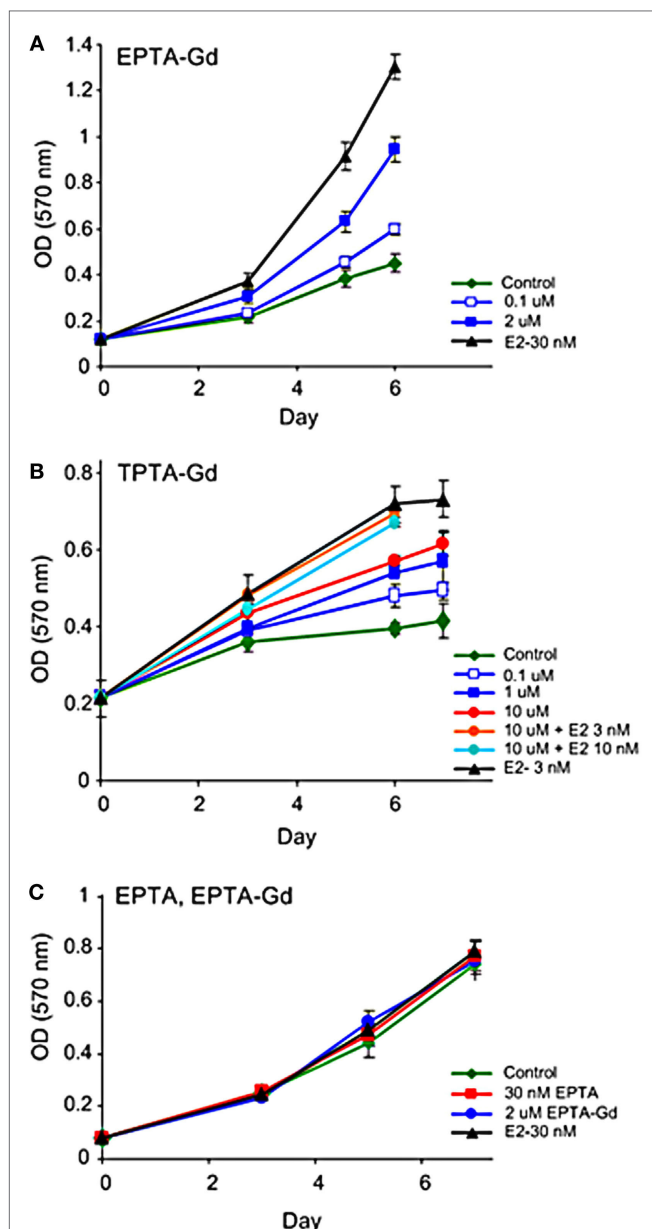 A
EPTA-Gd
1.4
1.2
1
0.8
0.6
0.4
0.2
0
OD (570 nm)
0
2
4
6
Day
Control
0.1 uM
2 uM
E2-30 nM
B
TPTA-Gd
0.8
0.6
0.4
0.2
0
OD (570 nm)
0
2
4
6
Day
Control
0.1 uM
1 uM
10 uM
10 uM + E2 3 nM
10 uM + E2 10 nM
E2- 3 nM
C
EPTA, EPTA-Gd
1
0.8
0.6
0.4
0.2
0
OD (570 nm)
0
2
4
6
Day
Control
30 nM EPTA
2 uM EPTA-Gd
E2-30 nM